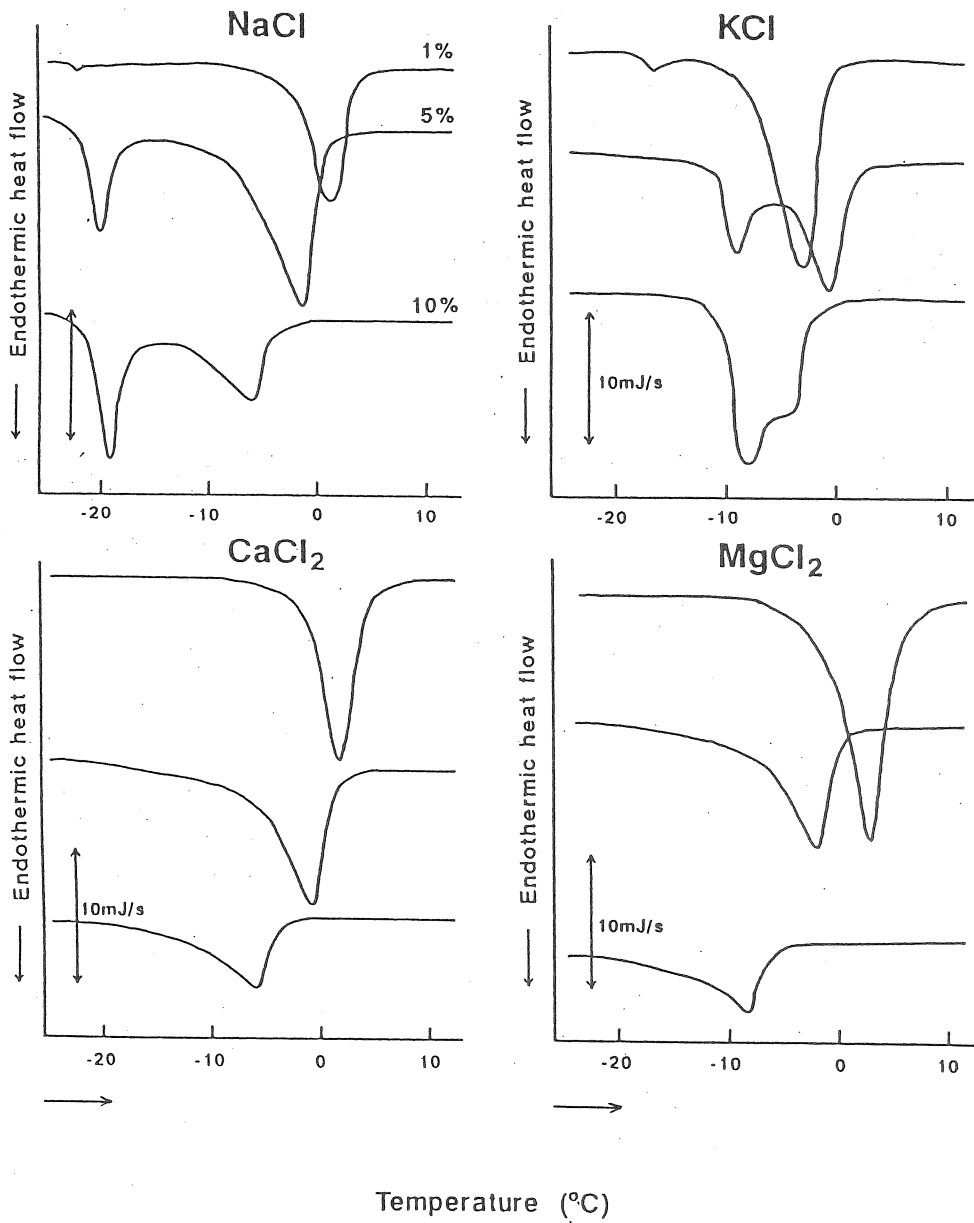 NaCl
1%
5%
10%
Endothermic heat flow
-20 -10 0 10
KCl
Endothermic heat flow
10mJ/s
-20 -10 0 10
CaCl2
Endothermic heat flow
10mJ/s
-20 -10 0 10
MgCl2
Endothermic heat flow
10mJ/s
-20 -10 0 10
Temperature (°C)